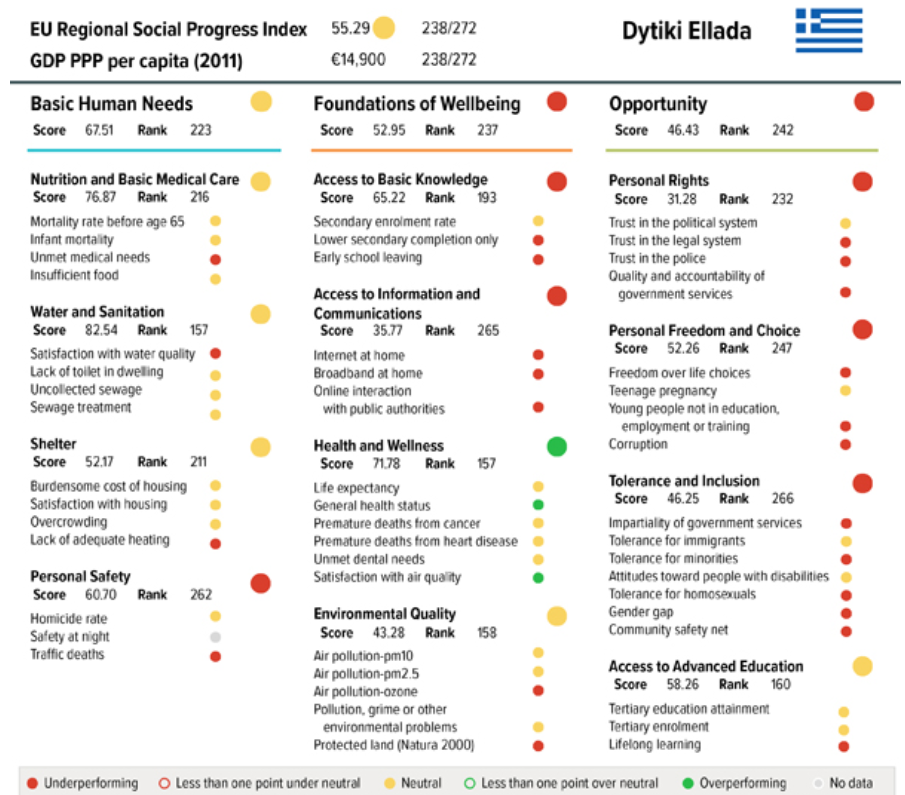 EU Regional Social Progress Index 55.29 238/272
GDP PPP per capita (2011) €14,900 238/272
Dytiki Ellada
Basic Human Needs
Score 67.51 Rank 223
Nutrition and Basic Medical Care
Score 76.87 Rank 216
Mortality rate before age 65
Infant mortality
Unmet medical needs
Insufficient food
Water and Sanitation
Score 82.54 Rank 157
Satisfaction with water quality
Lack of toilet in dwelling
Uncollected sewage
Sewage treatment
Shelter
Score 52.17 Rank 211
Burdensome cost of housing
Satisfaction with housing
Overcrowding
Lack of adequate heating
Personal Safety
Score 60.70 Rank 262
Homicide rate
Safety at night
Traffic deaths
Foundations of Wellbeing
Score 52.95 Rank 237
Access to Basic Knowledge
Score 65.22 Rank 193
Secondary enrolment rate
Lower secondary completion only
Early school leaving
Access to Information and
Communications
Score 35.77 Rank 265
Internet at home
Broadband at home
Online interaction
with public authorities
Health and Wellness
Score 71.78 Rank 157
Life expectancy
General health status
Premature deaths from cancer
Premature deaths from heart disease
Unmet dental needs
Satisfaction with air quality
Environmental Quality
Score 43.28 Rank 158
Air pollution-pm10
Air pollution-pm2.5
Air pollution-ozone
Pollution, grime or other
environmental problems
Protected land (Natura 2000)
Opportunity
Score 46.43 Rank 242
Personal Rights
Score 31.28 Rank 232
Trust in the political system
Trust in the legal system
Trust in the police
Quality and accountability of
government services
Personal Freedom and Choice
Score 52.26 Rank 247
Freedom over life choices
Teenage pregnancy
Young people not in education,
employment or training
Corruption
Tolerance and Inclusion
Score 46.25 Rank 266
Impartiality of government services
Tolerance for immigrants
Tolerance for minorities
Attitudes toward people with disabilities
Tolerance for homosexuals
Gender gap
Community safety net
Access to Advanced Education
Score 58.26 Rank 160
Tertiary education attainment
Tertiary enrolment
Lifelong learning
Underperforming Less than one point under neutral Neutral Less than one point over neutral Overperforming No data